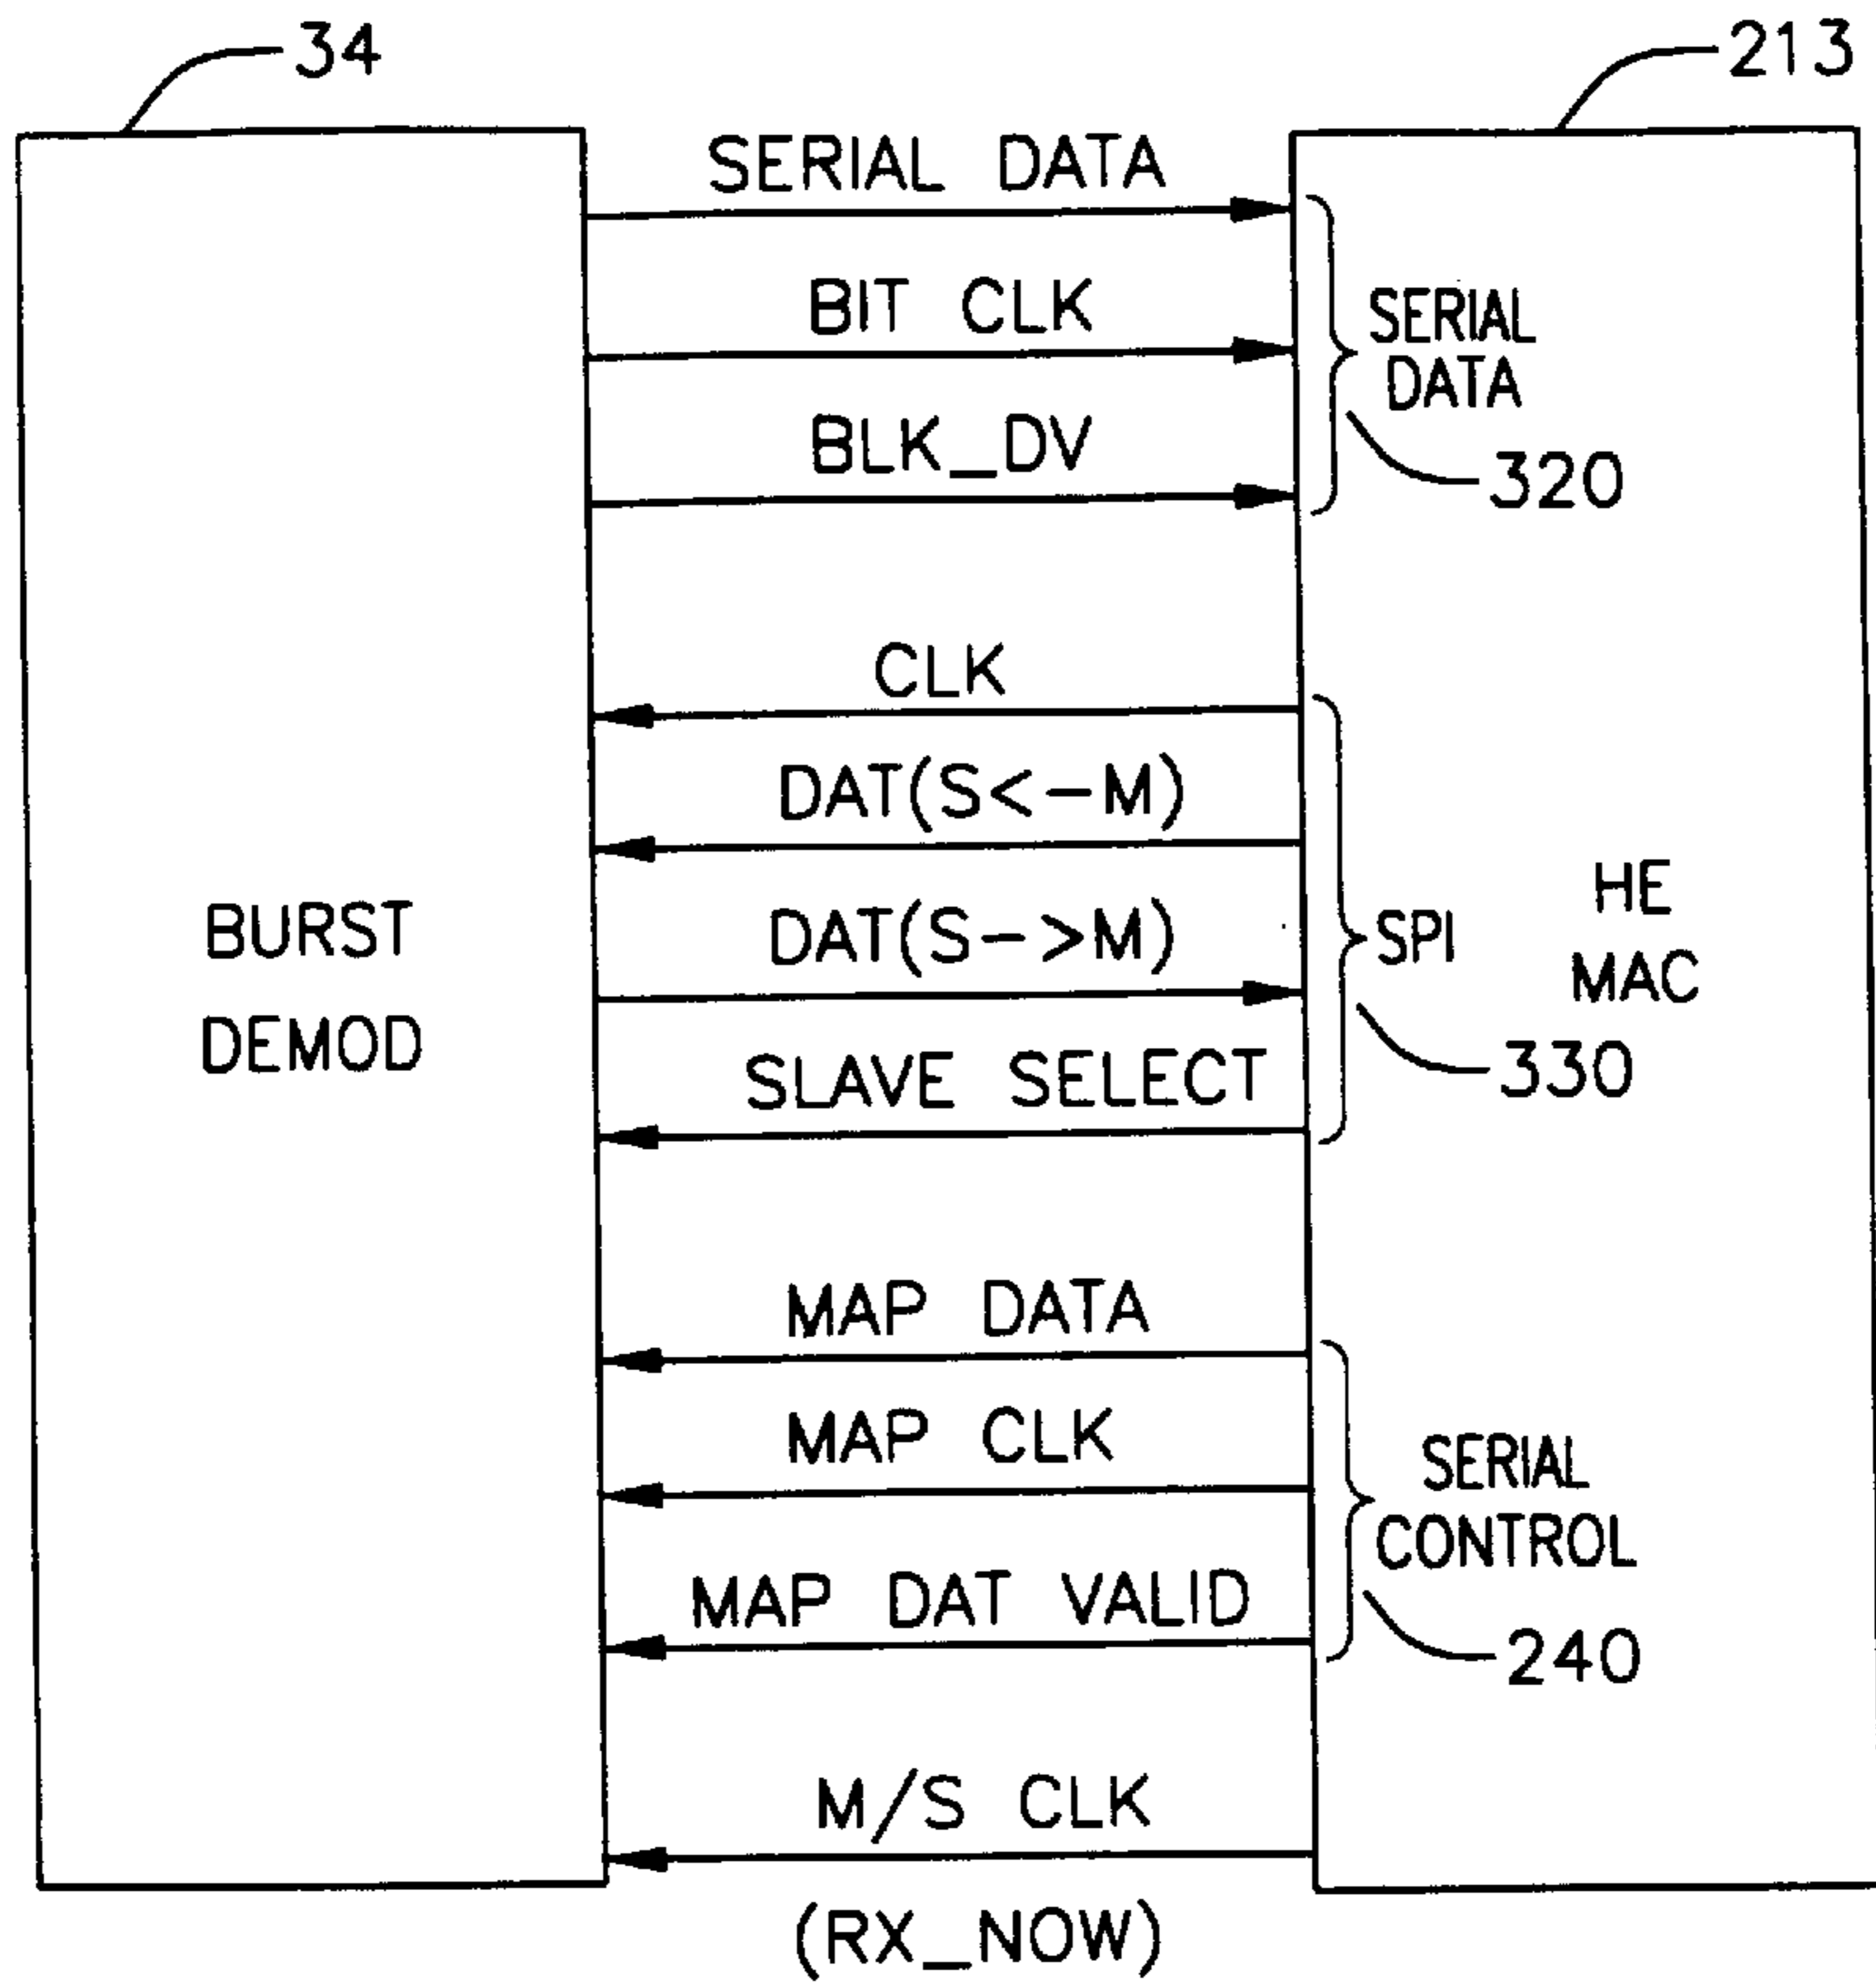 34
213
SERIAL DATA
BIT CLK
SERIAL
DATA
BLK_DV
320
CLK
DAT(S<-M)
DAT(S->M)
SPI
HE
MAC
BURST
DEMOD
SLAVE SELECT
330
MAP DATA
MAP CLK
SERIAL
CONTROL
MAP DAT VALID
240
M/S CLK
(RX_NOW)